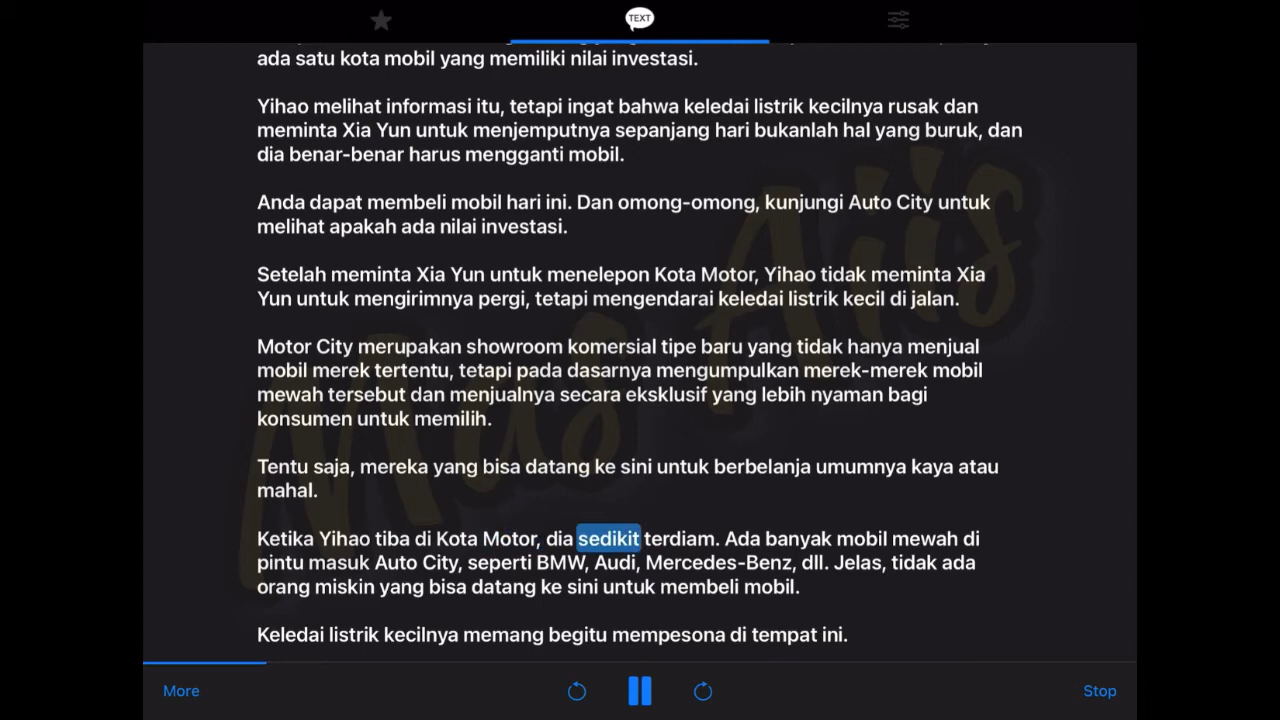 TEXT
ada satu kota mobil yang memiliki nilai investasi.
Yihao melihat informasi itu, tetapi ingat bahwa keledai listrik kecilnya rusak dan
meminta Xia Yun untuk menjemputnya sepanjang hari bukanlah hal yang buruk, dan
dia benar-benar harus mengganti mobil.
Anda dapat membeli mobil hari ini. Dan omong-omong, kunjungi Auto City untuk
melihat apakah ada nilai investasi.
Setelah meminta Xia Yun untuk menelepon Kota Motor, Yihao tidak meminta Xia
Yun untuk mengirimnya pergi, tetapi mengendarai keledai listrik kecil di jalan.
Motor City merupakan showroom komersial tipe baru yang tidak hanya menjual
mobil merek tertentu, tetapi pada dasarnya mengumpulkan merek-merek mobil
mewah tersebut dan menjualnya secara eksklusif yang lebih nyaman bagi
konsumen untuk memilih.
Tentu saja, mereka yang bisa datang ke sini untuk berbelanja umumnya kaya atau
mahal.
Ketika Yihao tiba di Kota Motor, dia sedikit terdiam. Ada banyak mobil mewah di
pintu masuk Auto City, seperti BMW, Audi, Mercedes-Benz, dll. Jelas, tidak ada
orang miskin yang bisa datang ke sini untuk membeli mobil.
Keledai listrik kecilnya memang begitu mempesona di tempat ini.
Mas Aiis
More
Stop